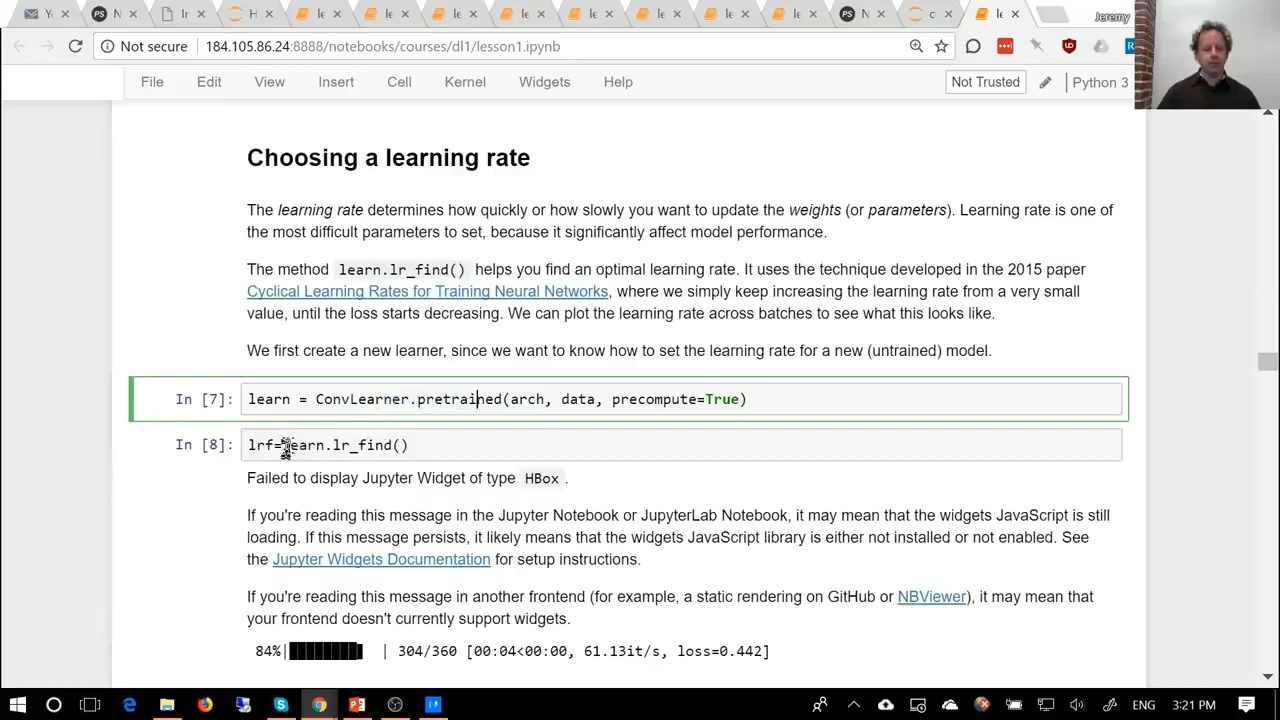 Y
N
Ir
H
le
le
le
le
le
le
le
N
c
le
Jeremy
Not secure
184.105.86.24:8888/notebooks/courses/dl1/lesson1.ipynb
File Edit View Insert Cell Kernel Widgets Help
Not Trusted
Python 3
Choosing a learning rate
The learning rate determines how quickly or how slowly you want to update the weights (or parameters). Learning rate is one of
the most difficult parameters to set, because it significantly affect model performance.
The method learn.lr_find() helps you find an optimal learning rate. It uses the technique developed in the 2015 paper
Cyclical Learning Rates for Training Neural Networks, where we simply keep increasing the learning rate from a very small
value, until the loss starts decreasing. We can plot the learning rate across batches to see what this looks like.
We first create a new learner, since we want to know how to set the learning rate for a new (untrained) model.
In [7]: learn = ConvLearner.pretrained(arch, data, precompute=True)
In [8]: lrf=learn.lr_find()
Failed to display Jupyter Widget of type HBox.
If you're reading this message in the Jupyter Notebook or JupyterLab Notebook, it may mean that the widgets JavaScript is still
loading. If this message persists, it likely means that the widgets JavaScript library is either not installed or not enabled. See
the Jupyter Widgets Documentation for setup instructions.
If you're reading this message in another frontend (for example, a static rendering on GitHub or NBViewer), it may mean that
your frontend doesn't currently support widgets.
84%| | 304/360 [00:04<00:00, 61.13it/s, loss=0.442]
ENG 3:21 PM